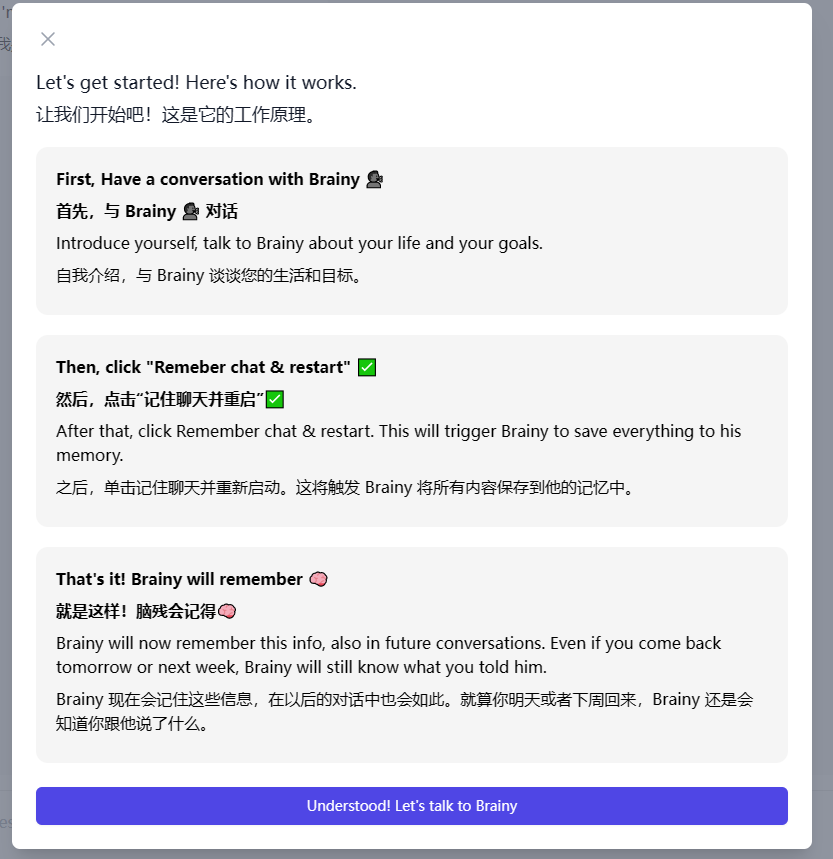 Let's get started! Here's how it works.
让我们开始吧！这是它的工作原理。
First, Have a conversation with Brainy 🗣
首先，与 Brainy 🗣 对话
Introduce yourself, talk to Brainy about your life and your goals.
自我介绍，与 Brainy 谈谈您的生活和目标。
Then, click "Remeber chat & restart" ✅
然后，点击“记住聊天并重启”✅
After that, click Remember chat & restart. This will trigger Brainy to save everything to his
memory.
之后，单击记住聊天并重新启动。这将触发 Brainy 将所有内容保存到他的记忆中。
That's it! Brainy will remember 🧠
就是这样！脑残会记得🧠
Brainy will now remember this info, also in future conversations. Even if you come back
tomorrow or next week, Brainy will still know what you told him.
Brainy 现在会记住这些信息，在以后的对话中也会如此。就算你明天或者下周回来，Brainy 还是会
知道你跟他说了什么。
Understood! Let's talk to Brainy